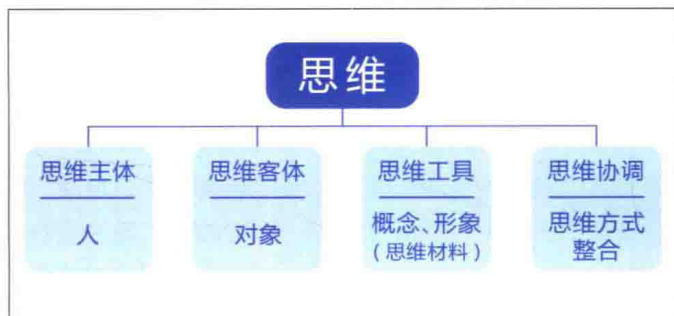 思维
思维主体
人
思维客体
对象
思维工具
概念、形象
(思维材料)
思维协调
思维方式
整合